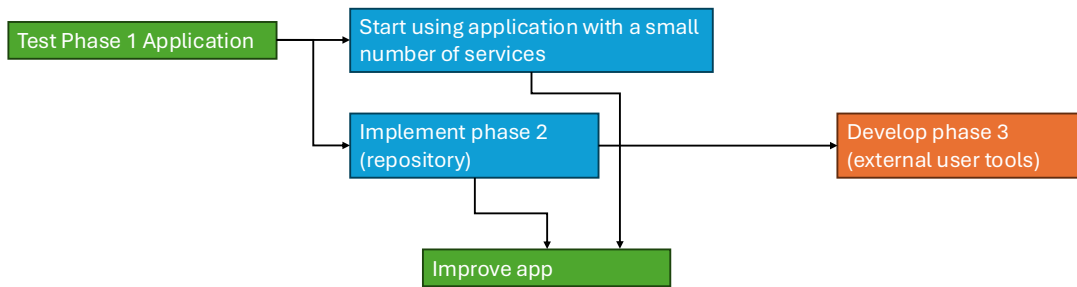 Test Phase 1 Application
Start using application with a small
number of services
Implement phase 2
(repository)
Develop phase 3
(external user tools)
Improve app